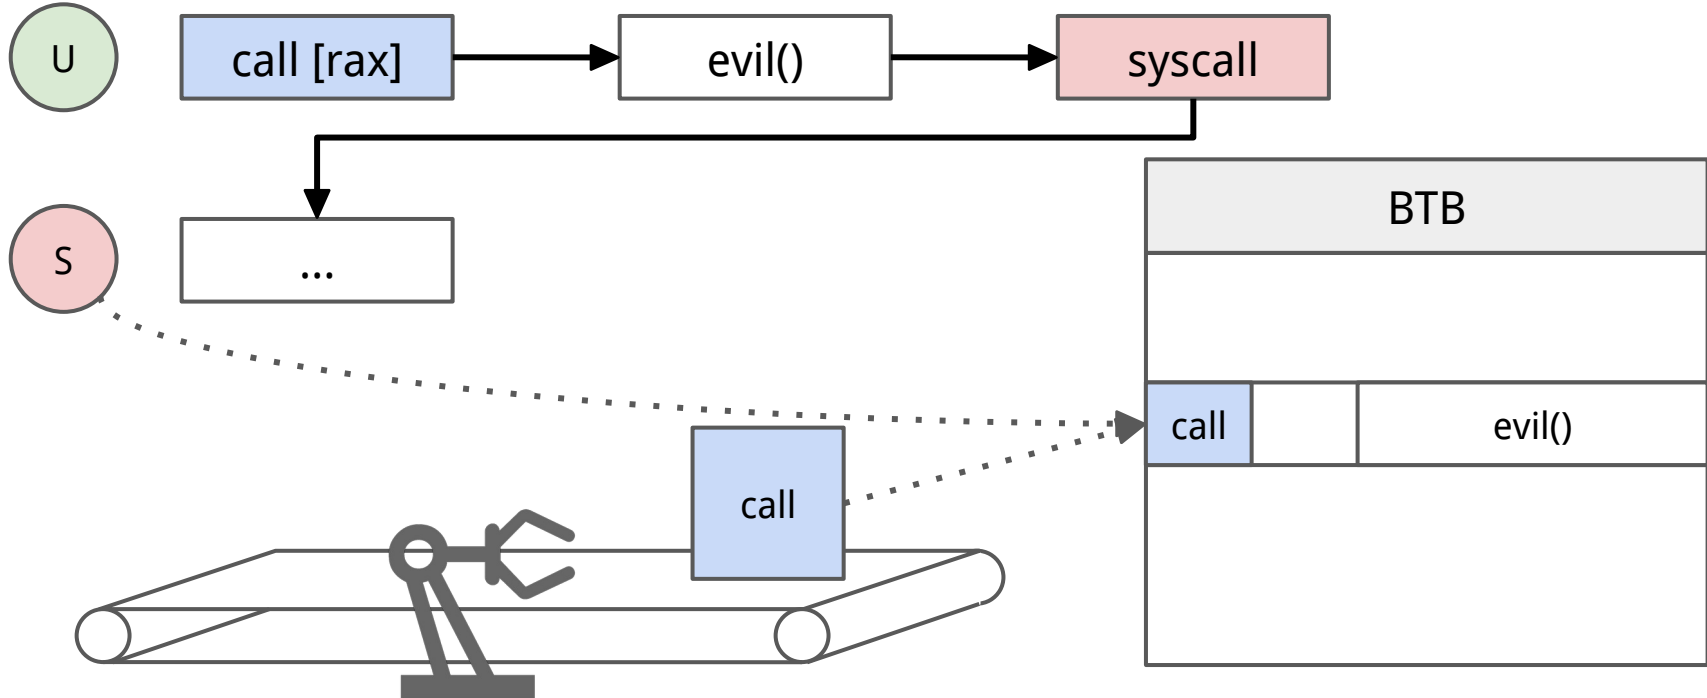 U
call [rax]
evil()
syscall
S
...
BTB
call
evil()
call